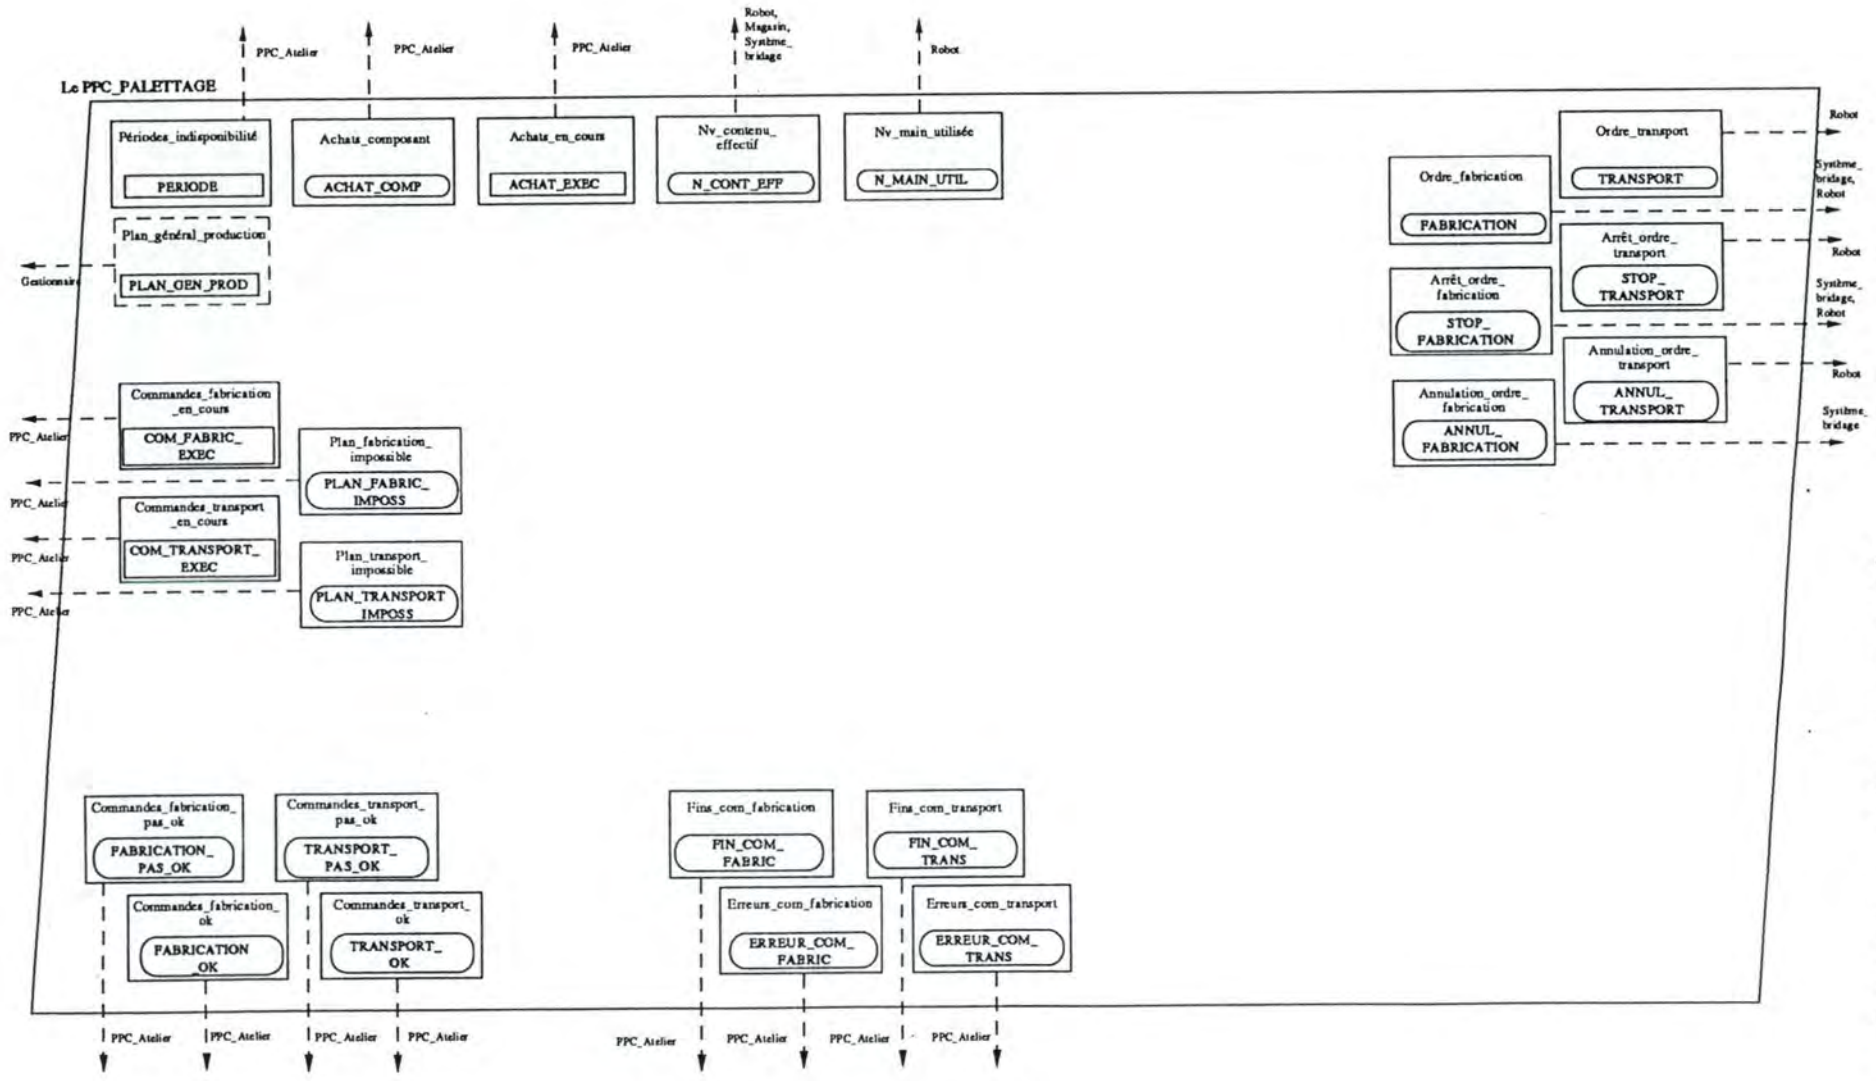 Robot,
Magasin,
Système_
bridage
PPC_Atelier
PPC_Atelier
PPC_Atelier
Robot
Le PPC_PALETTAGE
Périodes_indisponibilité
PERIODE
Achats_composant
ACHAT_COMP
Achats_en_cours
ACHAT_EXEC
Nv_contenu_
effectif
N_CONT_EFF
Nv_main_utilisée
N_MAIN_UTIL
Ordre_transport
TRANSPORT
Robot
Ordre_fabrication
FABRICATION
Système_
bridage,
Robot
Plan_général_production
PLAN_GEN_PROD
Gestionnaire
Arrêt_ordre_
transport
STOP_
TRANSPORT
Robot
Arrêt_ordre_
fabrication
STOP_
FABRICATION
Système_
bridage,
Robot
Annulation_ordre_
transport
ANNUL_
TRANSPORT
Robot
Annulation_ordre_
fabrication
ANNUL_
FABRICATION
Système_
bridage
Commandes_fabrication
_en_cours
COM_FABRIC_
EXEC
PPC_Atelier
Plan_fabrication_
impossible
PLAN_FABRIC_
IMPOSS
PPC_Atelier
Commandes_transport
_en_cours
COM_TRANSPORT_
EXEC
PPC_Atelier
Plan_transport_
impossible
PLAN_TRANSPORT
_IMPOSS
PPC_Atelier
Commandes_fabrication_
pas_ok
FABRICATION_
PAS_OK
Commandes_transport_
pas_ok
TRANSPORT_
PAS_OK
Fins_com_fabrication
FIN_COM_
FABRIC
Fins_com_transport
FIN_COM_
TRANS
Commandes_fabrication_
ok
FABRICATION
_OK
Commandes_transport_
ok
TRANSPORT_
OK
Erreurs_com_fabrication
ERREUR_COM_
FABRIC
Erreurs_com_transport
ERREUR_COM_
TRANS
PPC_Atelier
PPC_Atelier
PPC_Atelier
PPC_Atelier
PPC_Atelier
PPC_Atelier
PPC_Atelier
PPC_Atelier